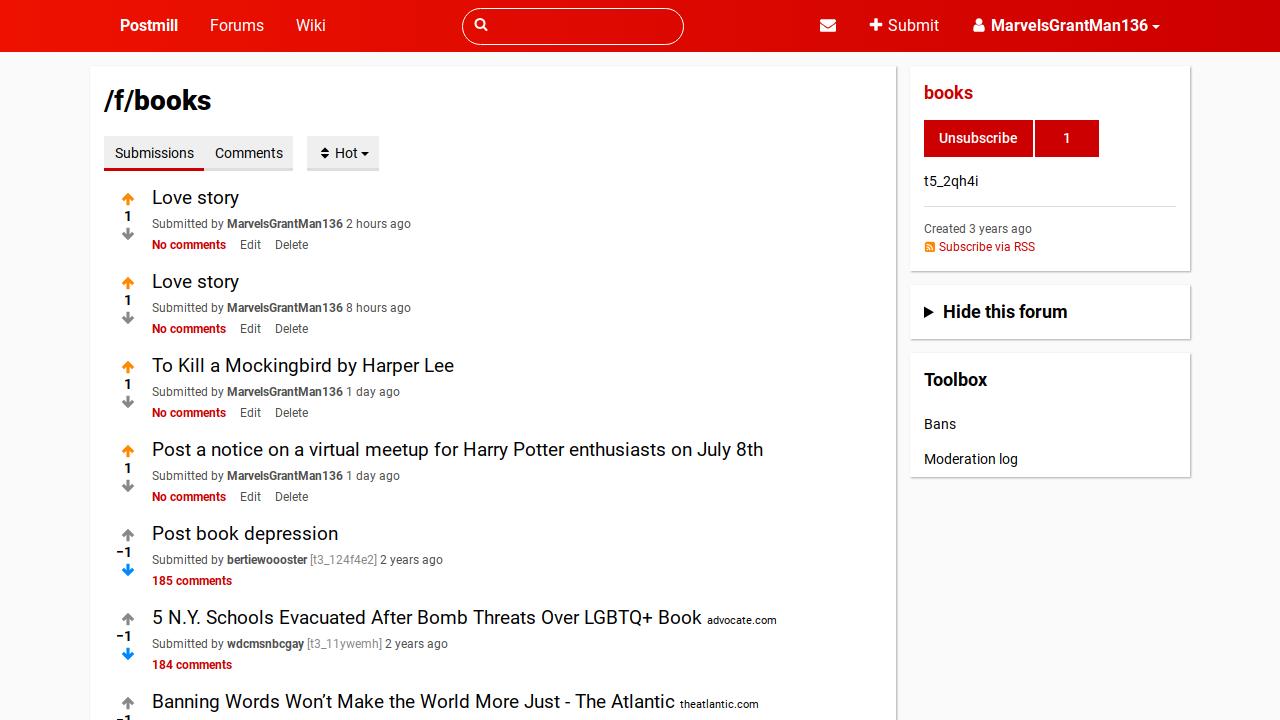 Postmill
Forums
Wiki
Submit
MarvelsGrantMan136
/f/books
Submissions
Comments
Hot
Love story
1
Submitted by MarvelsGrantMan136 2 hours ago
No comments Edit Delete
Love story
1
Submitted by MarvelsGrantMan136 8 hours ago
No comments Edit Delete
To Kill a Mockingbird by Harper Lee
1
Submitted by MarvelsGrantMan136 1 day ago
No comments Edit Delete
Post a notice on a virtual meetup for Harry Potter enthusiasts on July 8th
1
Submitted by MarvelsGrantMan136 1 day ago
No comments Edit Delete
Post book depression
−1
Submitted by bertiewoooster [t3_124f4e2] 2 years ago
185 comments
5 N.Y. Schools Evacuated After Bomb Threats Over LGBTQ+ Book advocate.com
−1
Submitted by wdcmsnbcgay [t3_11ywemh] 2 years ago
184 comments
Banning Words Won’t Make the World More Just - The Atlantic theatlantic.com
−1
books
Unsubscribe 1
t5_2qh4i
Created 3 years ago
Subscribe via RSS
Hide this forum
Toolbox
Bans
Moderation log